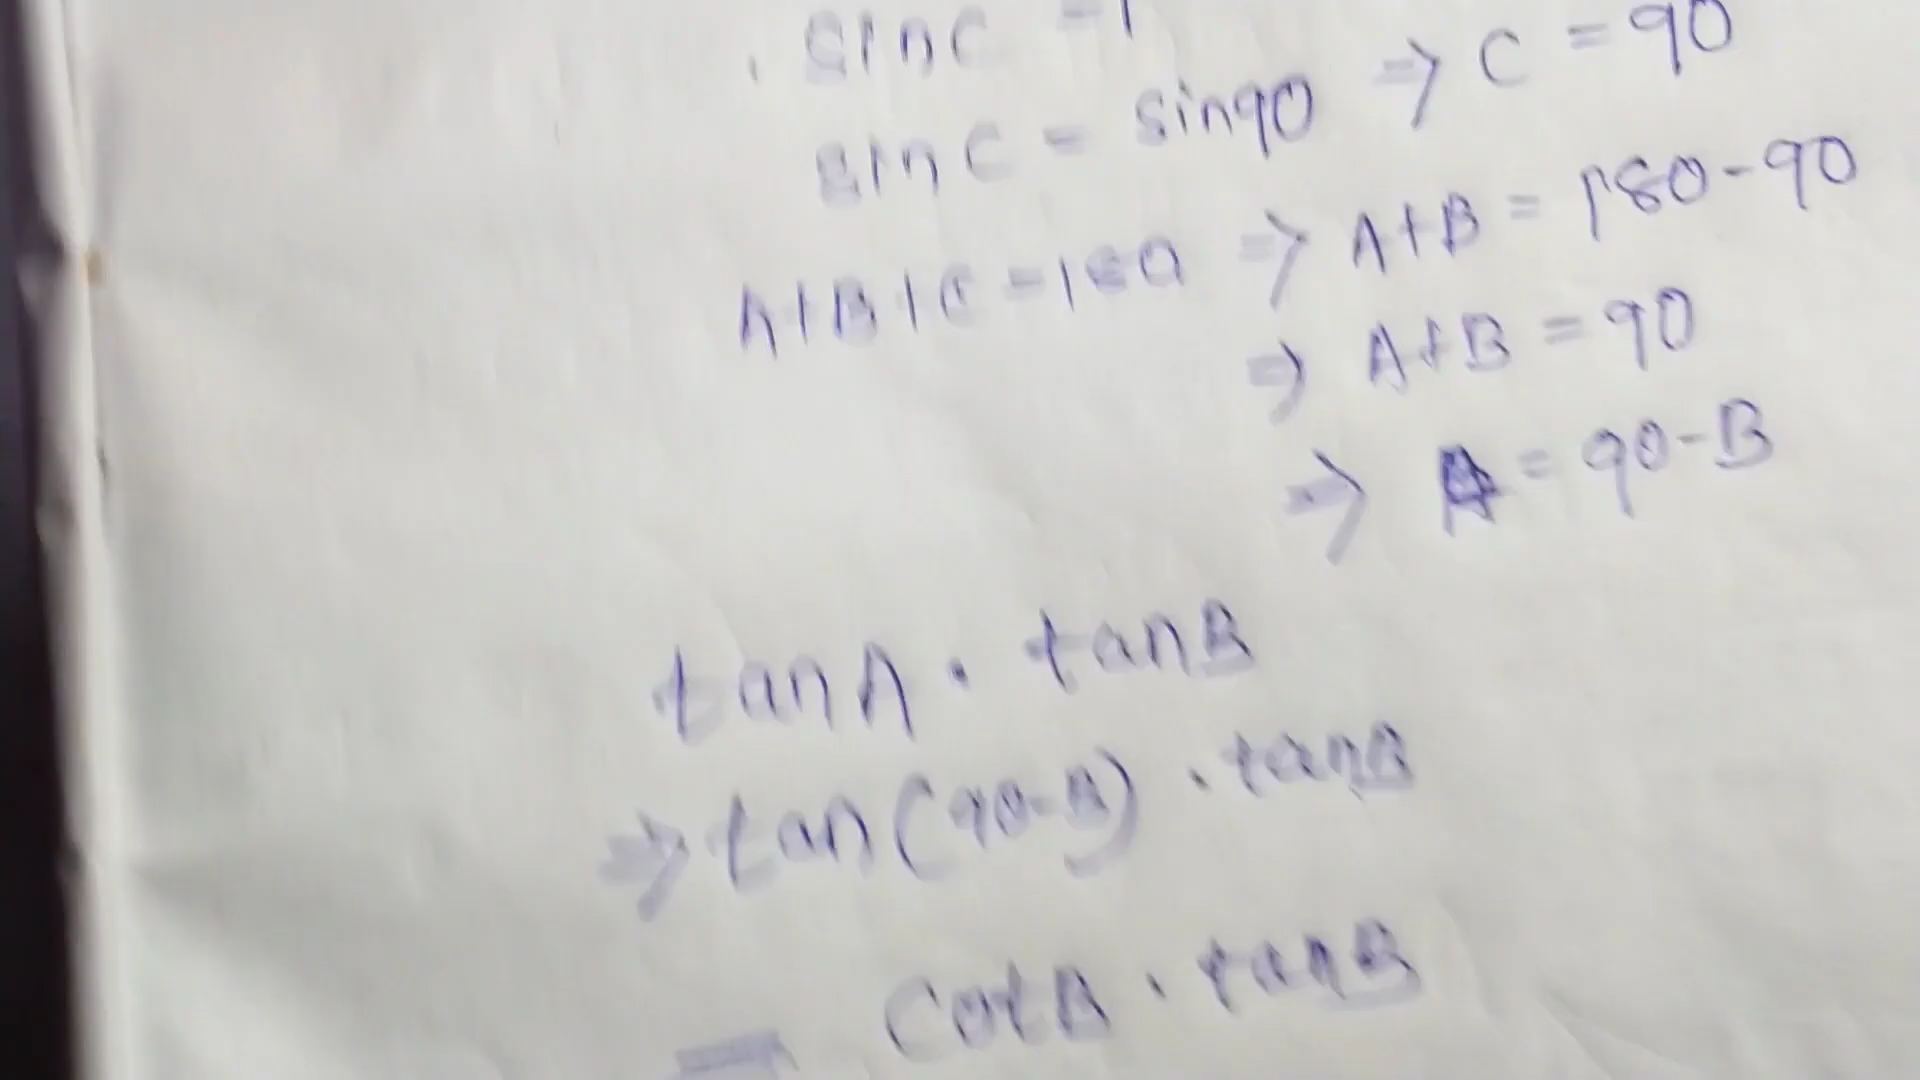 sinC = 1
sinC = sin90 ⇒ C = 90
A+B+C=180 ⇒ A+B = 180-90
⇒ A+B = 90
⇒ A = 90-B
tanA . tanB
⇒ tan(90-B) . tanB
= CotB . tanB